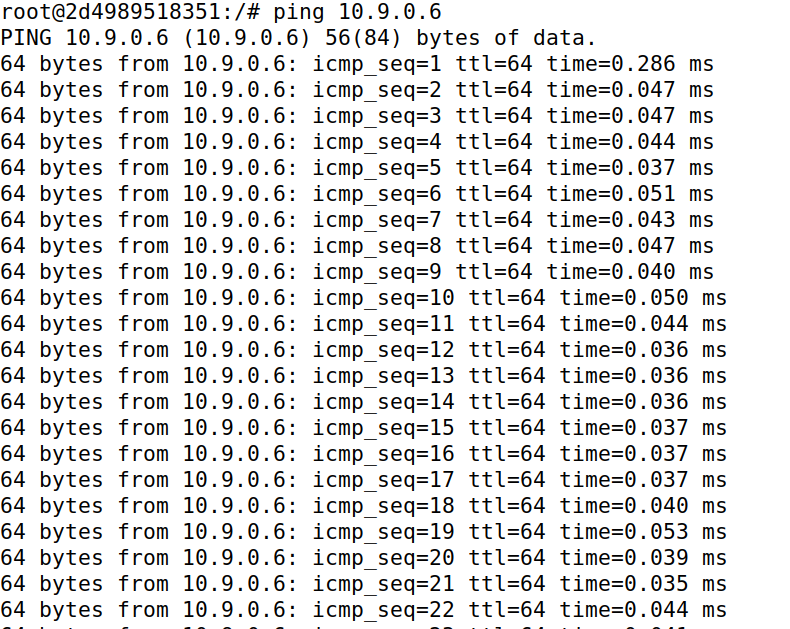 root@2d4989518351:/# ping 10.9.0.6
PING 10.9.0.6 (10.9.0.6) 56(84) bytes of data.
64 bytes from 10.9.0.6: icmp_seq=1 ttl=64 time=0.286 ms
64 bytes from 10.9.0.6: icmp_seq=2 ttl=64 time=0.047 ms
64 bytes from 10.9.0.6: icmp_seq=3 ttl=64 time=0.047 ms
64 bytes from 10.9.0.6: icmp_seq=4 ttl=64 time=0.044 ms
64 bytes from 10.9.0.6: icmp_seq=5 ttl=64 time=0.037 ms
64 bytes from 10.9.0.6: icmp_seq=6 ttl=64 time=0.051 ms
64 bytes from 10.9.0.6: icmp_seq=7 ttl=64 time=0.043 ms
64 bytes from 10.9.0.6: icmp_seq=8 ttl=64 time=0.047 ms
64 bytes from 10.9.0.6: icmp_seq=9 ttl=64 time=0.040 ms
64 bytes from 10.9.0.6: icmp_seq=10 ttl=64 time=0.050 ms
64 bytes from 10.9.0.6: icmp_seq=11 ttl=64 time=0.044 ms
64 bytes from 10.9.0.6: icmp_seq=12 ttl=64 time=0.036 ms
64 bytes from 10.9.0.6: icmp_seq=13 ttl=64 time=0.036 ms
64 bytes from 10.9.0.6: icmp_seq=14 ttl=64 time=0.036 ms
64 bytes from 10.9.0.6: icmp_seq=15 ttl=64 time=0.037 ms
64 bytes from 10.9.0.6: icmp_seq=16 ttl=64 time=0.037 ms
64 bytes from 10.9.0.6: icmp_seq=17 ttl=64 time=0.037 ms
64 bytes from 10.9.0.6: icmp_seq=18 ttl=64 time=0.040 ms
64 bytes from 10.9.0.6: icmp_seq=19 ttl=64 time=0.053 ms
64 bytes from 10.9.0.6: icmp_seq=20 ttl=64 time=0.039 ms
64 bytes from 10.9.0.6: icmp_seq=21 ttl=64 time=0.035 ms
64 bytes from 10.9.0.6: icmp_seq=22 ttl=64 time=0.044 ms